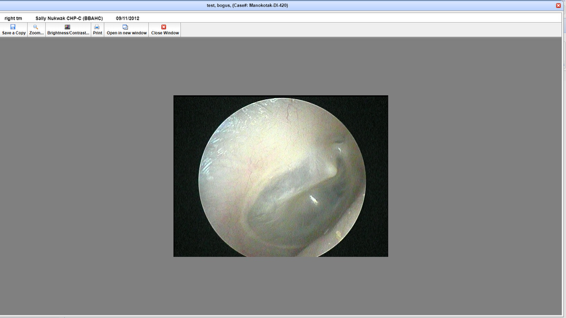 test, bogus, (Case#: Manokotak-DI-420)
right tm Sally Nukwak CHP-C (BBAHC) 09/11/2012
Save a Copy Zoom... Brightness/Contrast... Print Open in new window Close Window